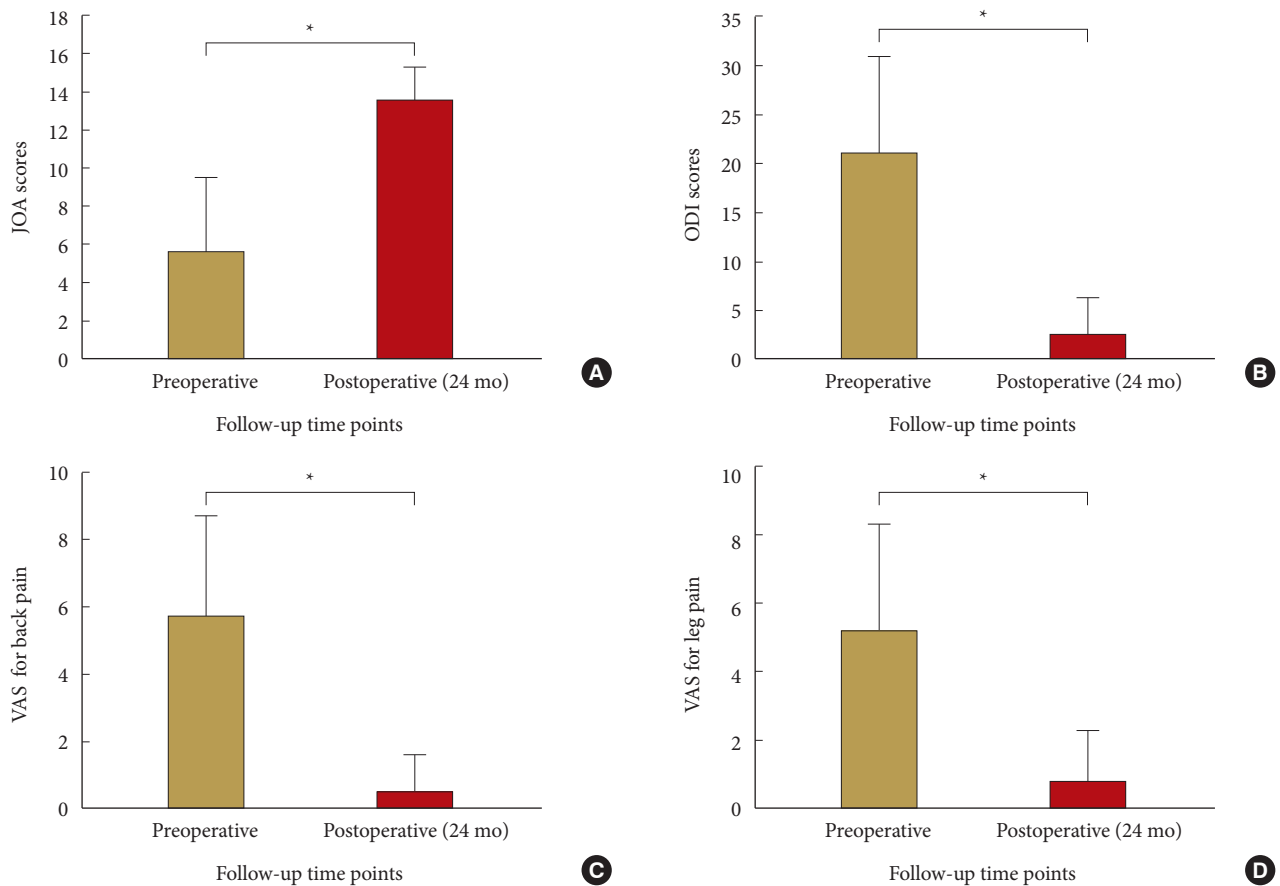 18
16
14
12
10
8
6
4
2
0
JOA scores
*
Preoperative
Postoperative (24 mo)
Follow-up time points
A
35
30
25
20
15
10
5
0
ODI scores
*
Preoperative
Postoperative (24 mo)
Follow-up time points
B
10
8
6
4
2
0
VAS for back pain
*
Preoperative
Postoperative (24 mo)
Follow-up time points
C
10
8
6
4
2
0
VAS for leg pain
*
Preoperative
Postoperative (24 mo)
Follow-up time points
D